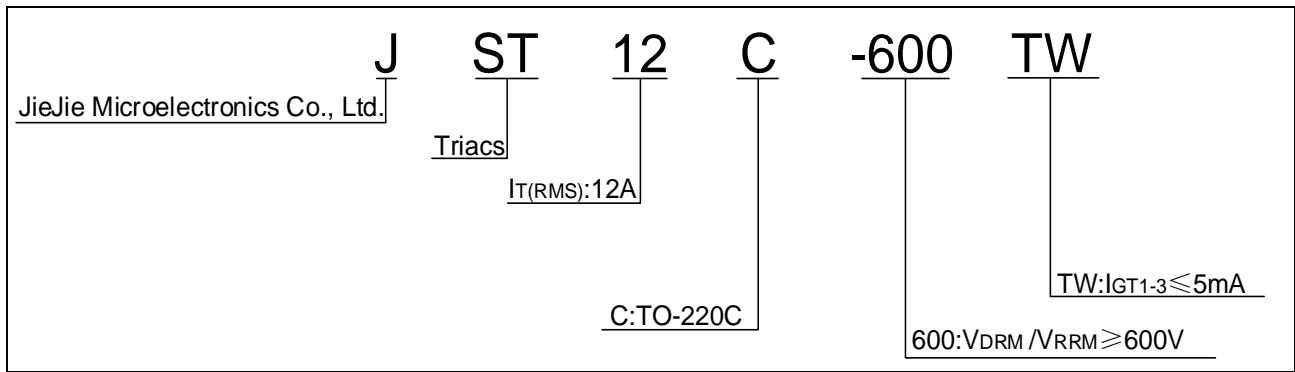 J ST 12 C -600 TW
JieJie Microelectronics Co., Ltd.
Triacs
IT(RMS):12A
TW:IGT1-3≤5mA
C:TO-220C
600:VDRM /VRRM≥600V